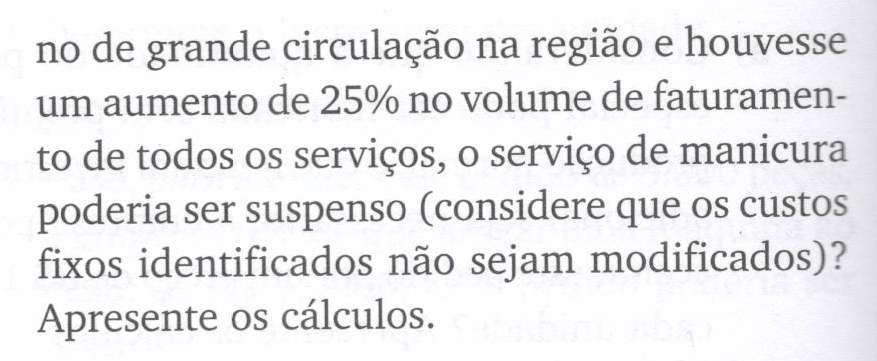 no de grande circulação na região e houvesse
um aumento de 25% no volume de faturamen-
to de todos os serviços, o serviço de manicura
poderia ser suspenso (considere que os custos
fixos identificados não sejam modificados)?
Apresente os cálculos.